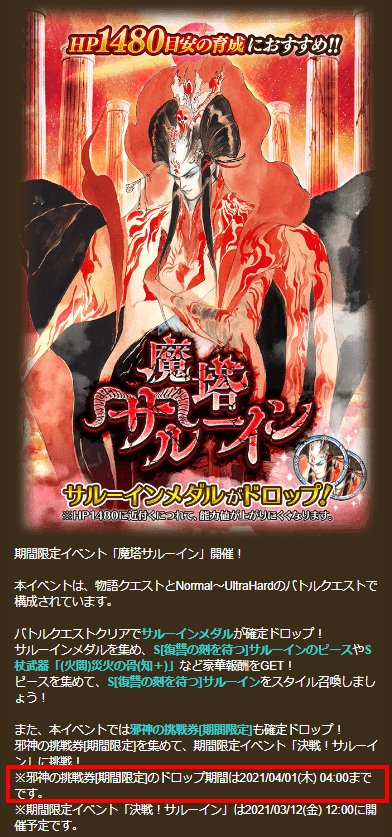 HP1480目安の育成におすすめ!!
魔塔
サルーイン
サルーインメダルがドロップ!
※HP1480に近付くにつれて、能力値が上がりにくくなります。
期間限定イベント「魔塔サルーイン」開催！
本イベントは、物語クエストとNormal～UltraHardのバトルクエストで
構成されています。
バトルクエストクリアでサルーインメダルが確定ドロップ！
サルーインメダルを集め、S[復讐の刻を待つ]サルーインのピースやS
杖武器「(火罔)災火の骨(知＋)」など豪華報酬をGET！
ピースを集めて、S[復讐の刻を待つ]サルーインをスタイル召喚しまし
ょう！
また、本イベントでは邪神の挑戦券[期間限定]も確定ドロップ！
邪神の挑戦券[期間限定]を集めて、期間限定イベント「決戦！サルーイ
ン」に挑戦！
※邪神の挑戦券[期間限定]のドロップ期間は2021/04/01(木) 04:00まで
です。
※期間限定イベント「決戦！サルーイン」は2021/03/12(金) 12:00に開
催予定です。